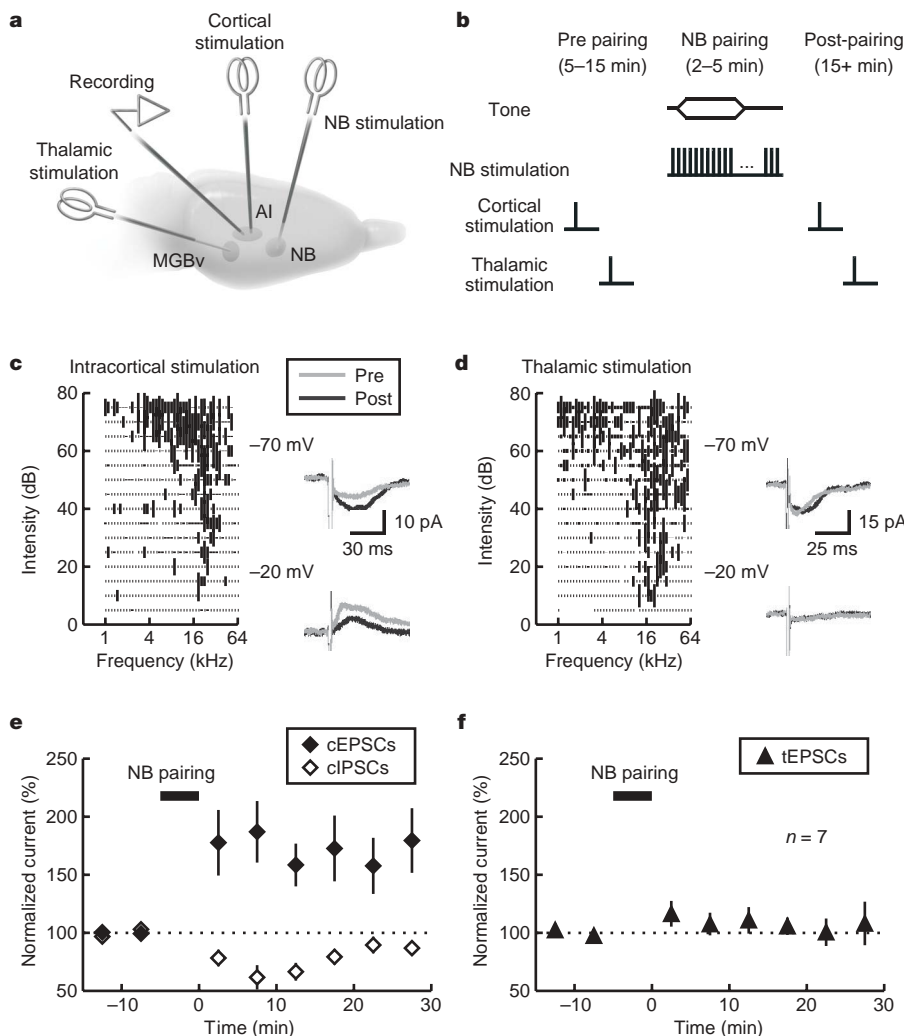 a
Cortical
stimulation
Recording
NB stimulation
Thalamic
stimulation
AI
MGBv
NB
b
Pre pairing
(5–15 min)
NB pairing
(2–5 min)
Post-pairing
(15+ min)
Tone
NB stimulation
...
Cortical
stimulation
Thalamic
stimulation
c
Intracortical stimulation
Pre
Post
80
60
40
20
0
Intensity (dB)
1 4 16 64
Frequency (kHz)
–70 mV
10 pA
30 ms
–20 mV
d
Thalamic stimulation
80
60
40
20
0
Intensity (dB)
1 4 16 64
Frequency (kHz)
–70 mV
15 pA
25 ms
–20 mV
e
cEPSCs
cIPSCs
NB pairing
250
200
150
100
50
Normalized current (%)
–10 0 10 20 30
Time (min)
f
tEPSCs
NB pairing
n = 7
250
200
150
100
50
Normalized current (%)
–10 0 10 20 30
Time (min)